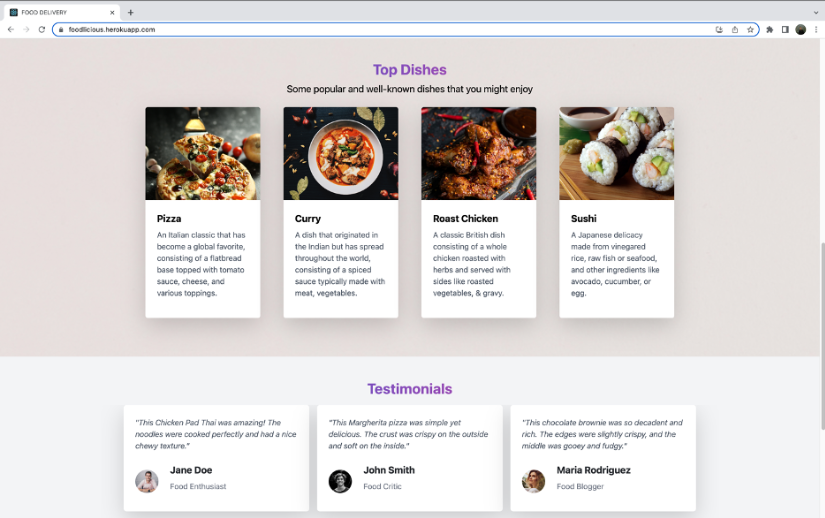 FOOD DELIVERY
foodlicious.herokuapp.com
Top Dishes
Some popular and well-known dishes that you might enjoy
Pizza
An Italian classic that has
become a global favorite,
consisting of a flatbread
base topped with tomato
sauce, cheese, and
various toppings.
Curry
A dish that originated in
the Indian but has spread
throughout the world,
consisting of a spiced
sauce typically made with
meat, vegetables.
Roast Chicken
A classic British dish
consisting of a whole
chicken roasted with
herbs and served with
sides like roasted
vegetables, & gravy.
Sushi
A Japanese delicacy
made from vinegared
rice, raw fish or seafood,
and other ingredients like
avocado, cucumber, or
egg.
Testimonials
"This Chicken Pad Thai was amazing! The
noodles were cooked perfectly and had a nice
chewy texture."
Jane Doe
Food Enthusiast
"This Margherita pizza was simple yet
delicious. The crust was crispy on the outside
and soft on the inside."
John Smith
Food Critic
"This chocolate brownie was so decadent and
rich. The edges were slightly crispy, and the
middle was gooey and fudgy."
Maria Rodriguez
Food Blogger